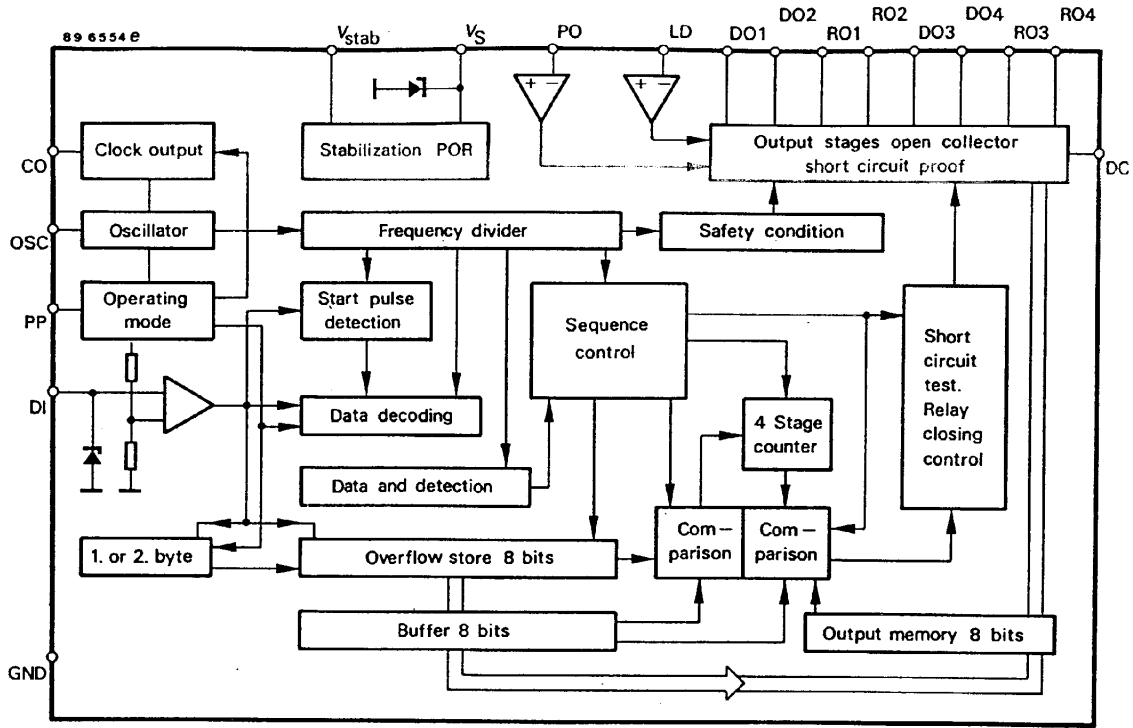 89 6554e
Vstab
VS
PO
LD
DO1
DO2
RO1
RO2
DO3
DO4
RO3
RO4
CO
Clock output
Stabilization POR
+ −
+ −
Output stages open collector
short circuit proof
DC
OSC
Oscillator
Frequency divider
Safety condition
PP
Operating
mode
Start pulse
detection
Sequence
control
Short
circuit
test.
Relay
closing
control
DI
Data decoding
4 Stage
counter
Data and detection
1. or 2. byte
Overflow store 8 bits
Com–
parison
Com–
parison
Buffer 8 bits
Output memory 8 bits
GND